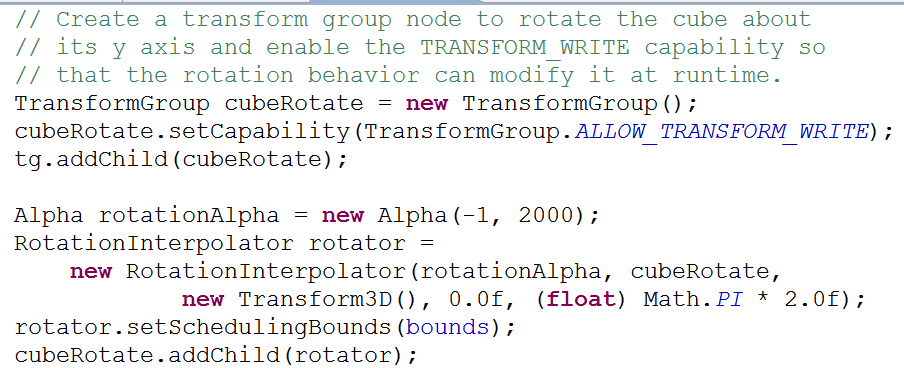 // Create a transform group node to rotate the cube about
// its y axis and enable the TRANSFORM_WRITE capability so
// that the rotation behavior can modify it at runtime.
TransformGroup cubeRotate = new TransformGroup();
cubeRotate.setCapability(TransformGroup.ALLOW_TRANSFORM_WRITE);
tg.addChild(cubeRotate);

Alpha rotationAlpha = new Alpha(-1, 2000);
RotationInterpolator rotator =
    new RotationInterpolator(rotationAlpha, cubeRotate,
            new Transform3D(), 0.0f, (float) Math.PI * 2.0f);
rotator.setSchedulingBounds(bounds);
cubeRotate.addChild(rotator);